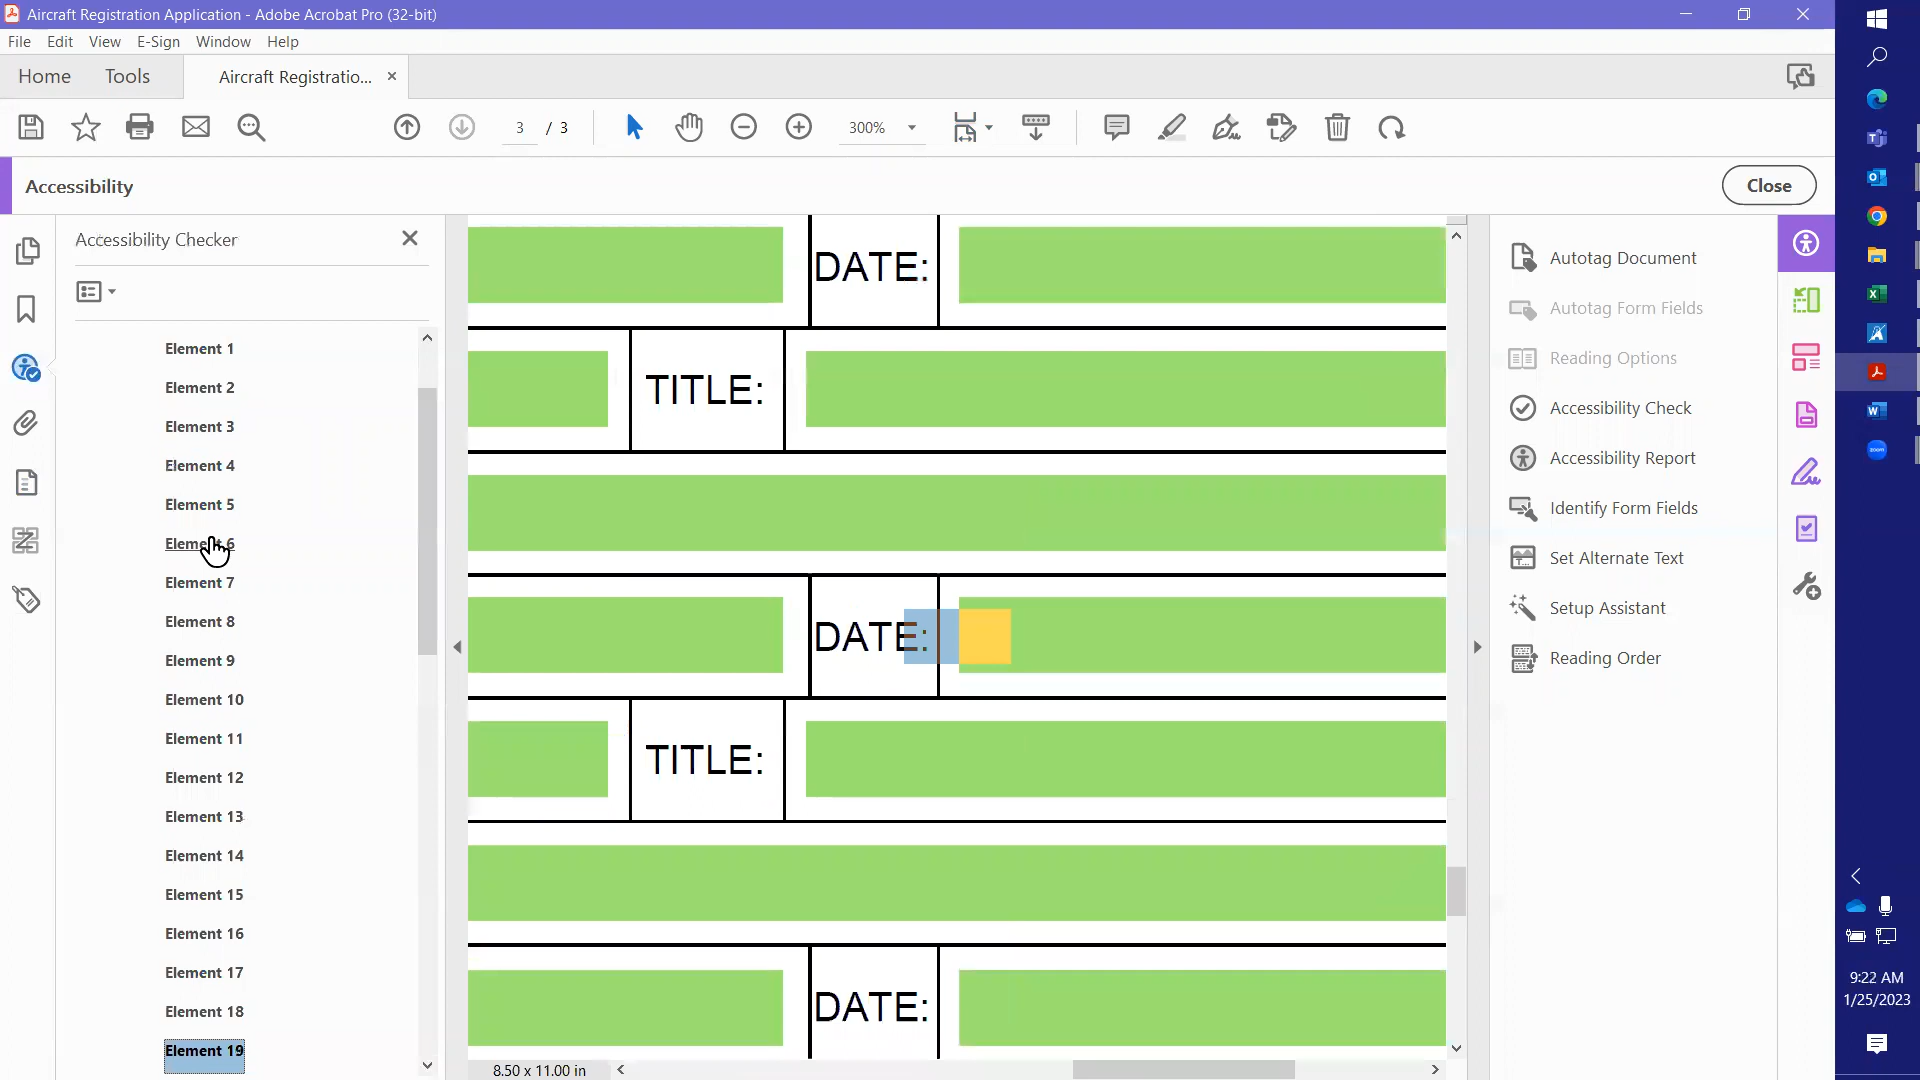 Aircraft Registration Application - Adobe Acrobat Pro (32-bit)
File Edit View E-Sign Window Help
Home Tools Aircraft Registratio...
3 / 3 300%
Accessibility
Close
Accessibility Checker
Element 1
Element 2
Element 3
Element 4
Element 5
Element 6
Element 7
Element 8
Element 9
Element 10
Element 11
Element 12
Element 13
Element 14
Element 15
Element 16
Element 17
Element 18
Element 19
DATE:
TITLE:
DATE:
TITLE:
DATE:
8.50 x 11.00 in
Autotag Document
Autotag Form Fields
Reading Options
Accessibility Check
Accessibility Report
Identify Form Fields
Set Alternate Text
Setup Assistant
Reading Order
zoom
9:22 AM
1/25/2023